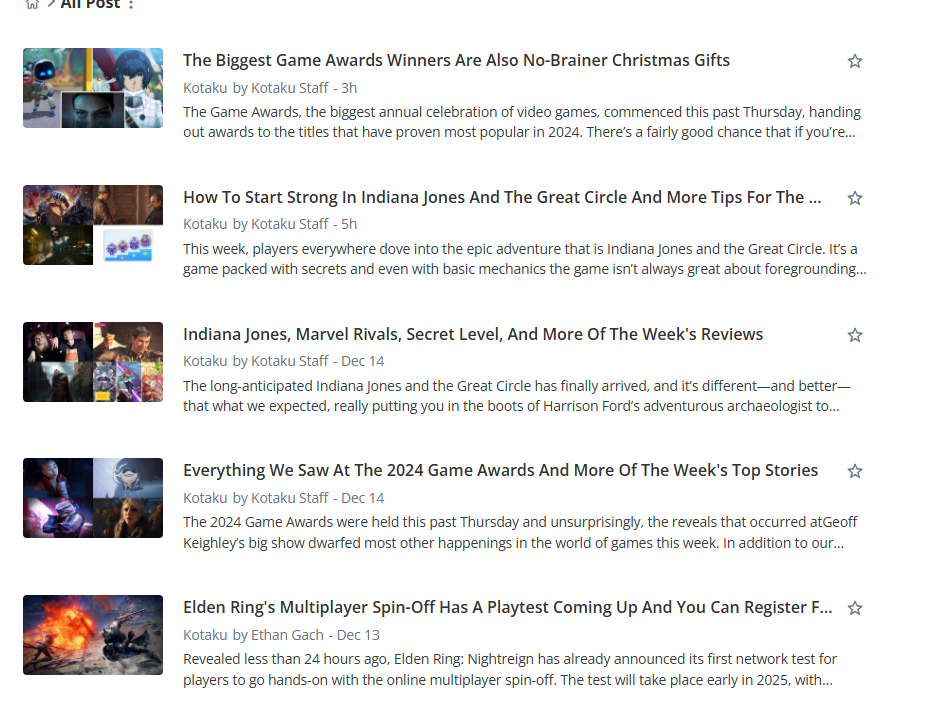 All Post
The Biggest Game Awards Winners Are Also No-Brainer Christmas Gifts
Kotaku by Kotaku Staff - 3h
The Game Awards, the biggest annual celebration of video games, commenced this past Thursday, handing
out awards to the titles that have proven most popular in 2024. There’s a fairly good chance that if you’re...
How To Start Strong In Indiana Jones And The Great Circle And More Tips For The ...
Kotaku by Kotaku Staff - 5h
This week, players everywhere dove into the epic adventure that is Indiana Jones and the Great Circle. It’s a
game packed with secrets and even with basic mechanics the game isn’t always great about foregrounding...
Indiana Jones, Marvel Rivals, Secret Level, And More Of The Week's Reviews
Kotaku by Kotaku Staff - Dec 14
The long-anticipated Indiana Jones and the Great Circle has finally arrived, and it’s different—and better—
that what we expected, really putting you in the boots of Harrison Ford’s adventurous archaeologist to...
Everything We Saw At The 2024 Game Awards And More Of The Week's Top Stories
Kotaku by Kotaku Staff - Dec 14
The 2024 Game Awards were held this past Thursday and unsurprisingly, the reveals that occurred atGeoff
Keighley’s big show dwarfed most other happenings in the world of games this week. In addition to our...
Elden Ring's Multiplayer Spin-Off Has A Playtest Coming Up And You Can Register F...
Kotaku by Ethan Gach - Dec 13
Revealed less than 24 hours ago, Elden Ring: Nightreign has already announced its first network test for
players to go hands-on with the online multiplayer spin-off. The test will take place early in 2025, with...